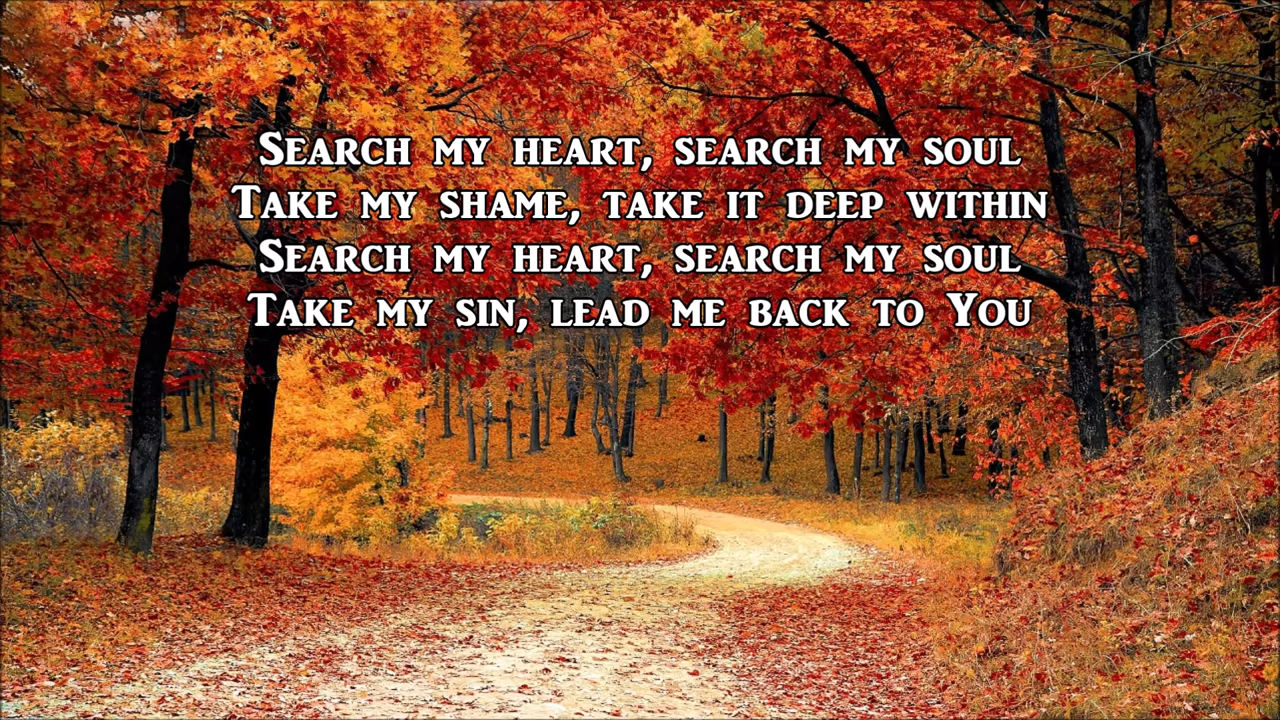 Search my heart, search my soul
Take my shame, take it deep within
Search my heart, search my soul
Take my sin, lead me back to You